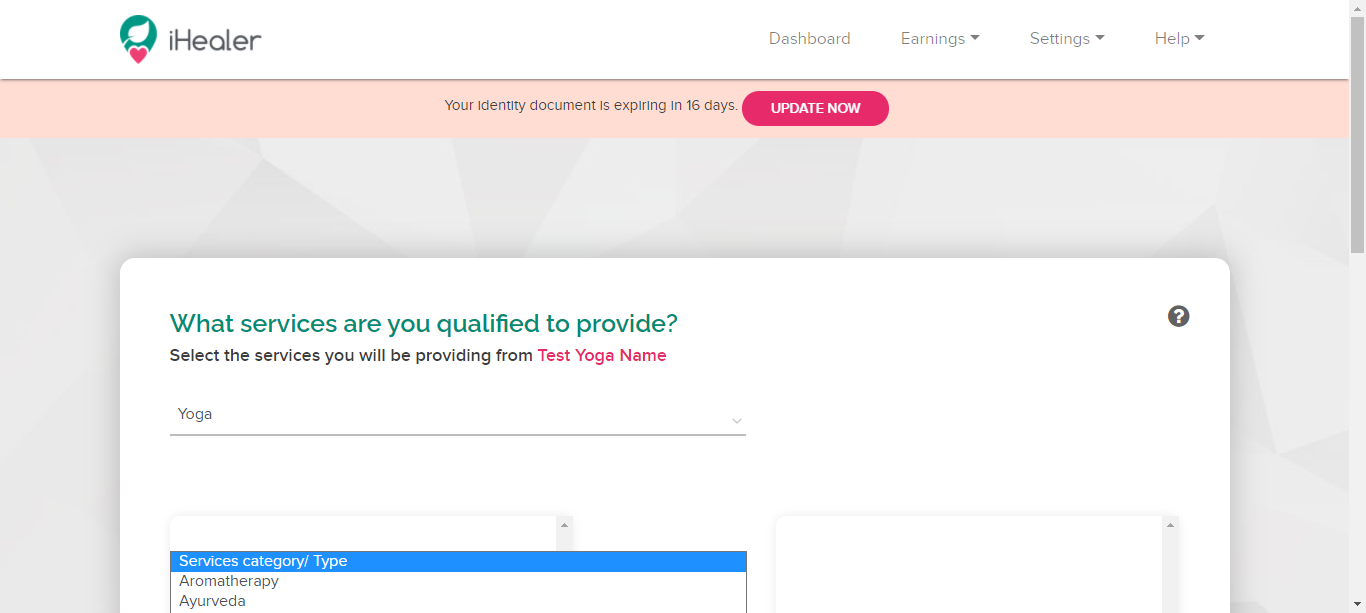 iHealer
Dashboard Earnings Settings Help
Your identity document is expiring in 16 days. UPDATE NOW
What services are you qualified to provide?
Select the services you will be providing from Test Yoga Name
Yoga
Services category/ Type
Aromatherapy
Ayurveda